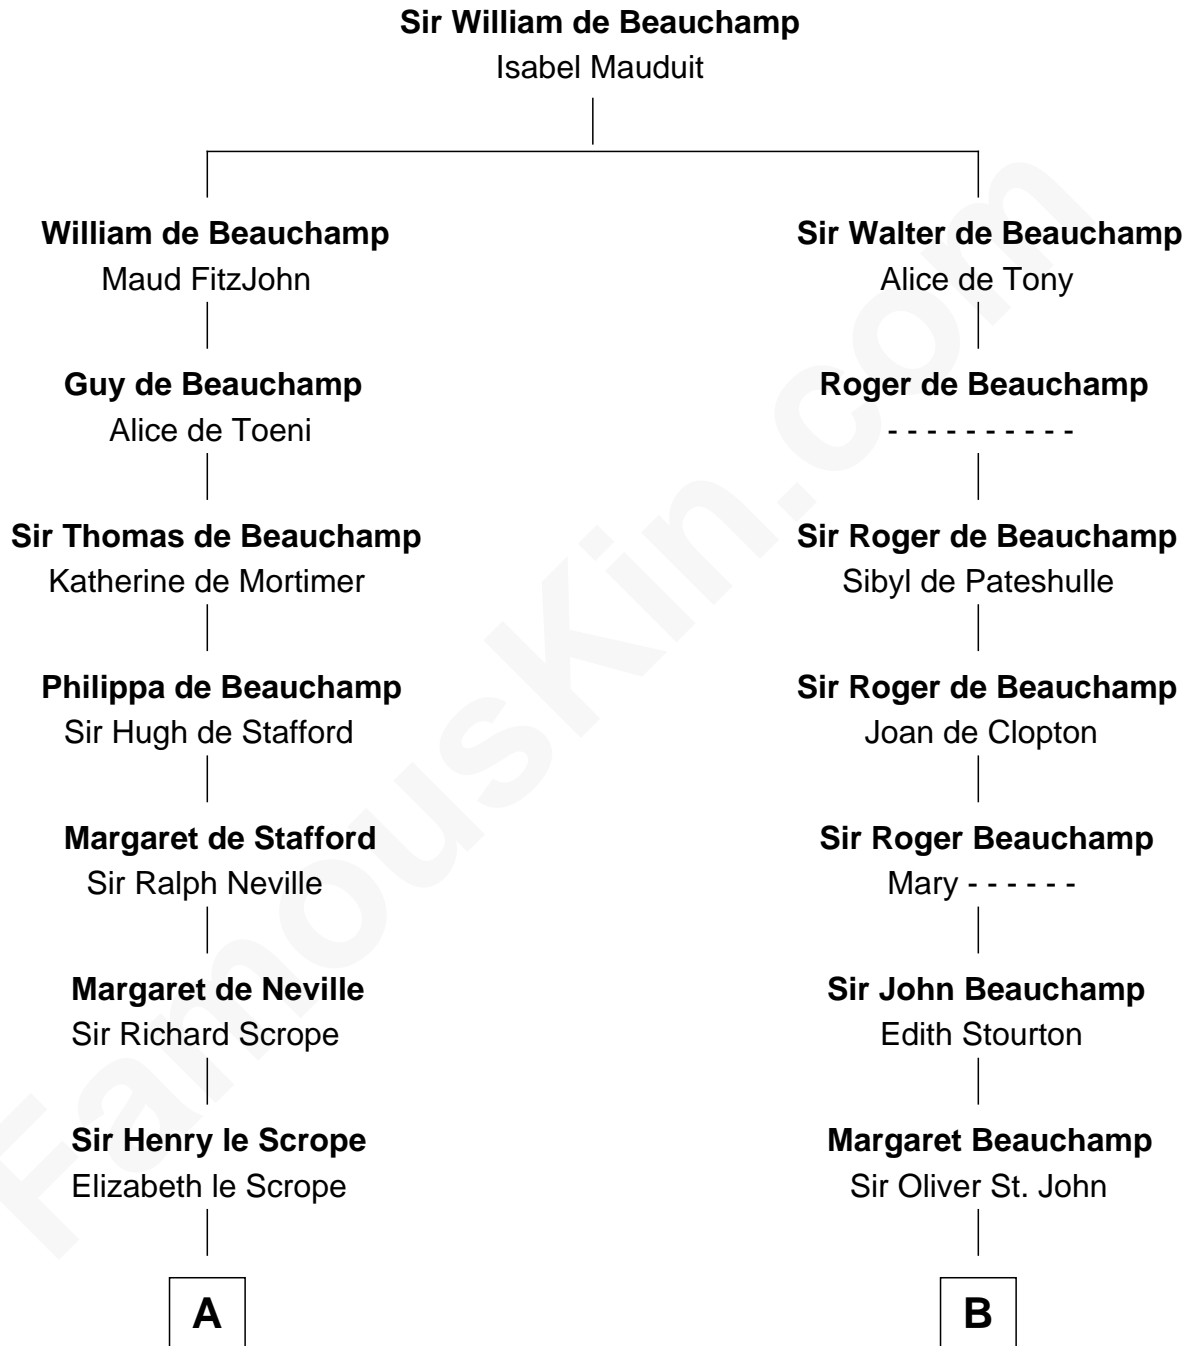 Sir William de Beauchamp
Isabel Mauduit
William de Beauchamp
Maud FitzJohn
Sir Walter de Beauchamp
Alice de Tony
Guy de Beauchamp
Alice de Toeni
Roger de Beauchamp
- - - - - - - - - -
Sir Thomas de Beauchamp
Katherine de Mortimer
Sir Roger de Beauchamp
Sibyl de Pateshulle
Philippa de Beauchamp
Sir Hugh de Stafford
Sir Roger de Beauchamp
Joan de Clopton
Margaret de Stafford
Sir Ralph Neville
Sir Roger Beauchamp
Mary - - - - - -
Margaret de Neville
Sir Richard Scrope
Sir John Beauchamp
Edith Stourton
Sir Henry le Scrope
Elizabeth le Scrope
Margaret Beauchamp
Sir Oliver St. John
A
B
FamousKin.com